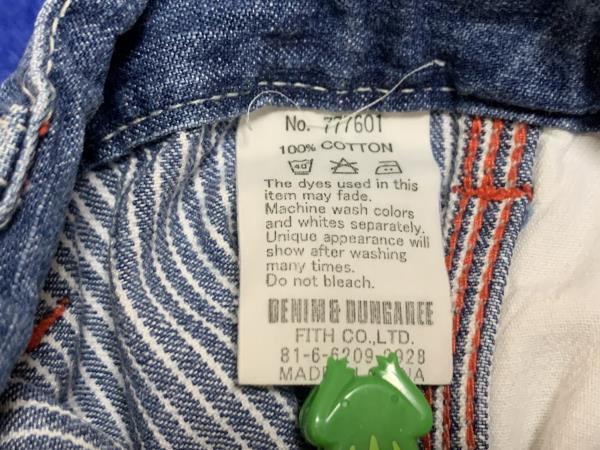 No. 777601
100% COTTON
40
The dyes used in this
item may fade.
Machine wash colors
and whites separately.
Unique appearance will
show after washing
many times.
Do not bleach.
DENIM & DUNGAREE
FITH CO.,LTD.
81-6-6209-
MADE